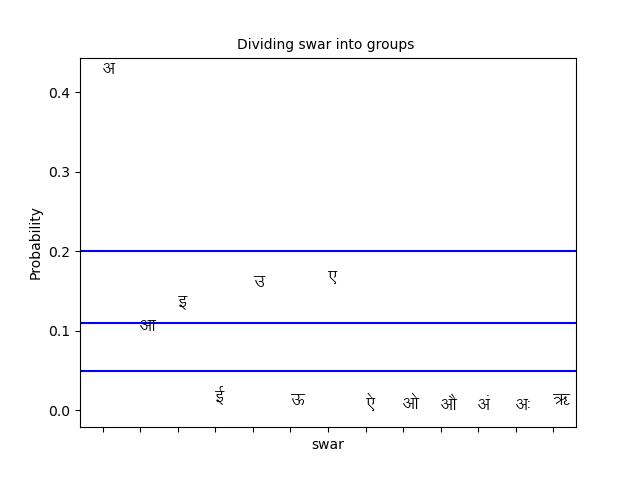 Dividing swar into groups
Probability
0.4
0.3
0.2
0.1
0.0
अ
आ
इ
ई
उ
ऊ
ए
ऐ
ओ
औ
अं
अः
ऋ
swar